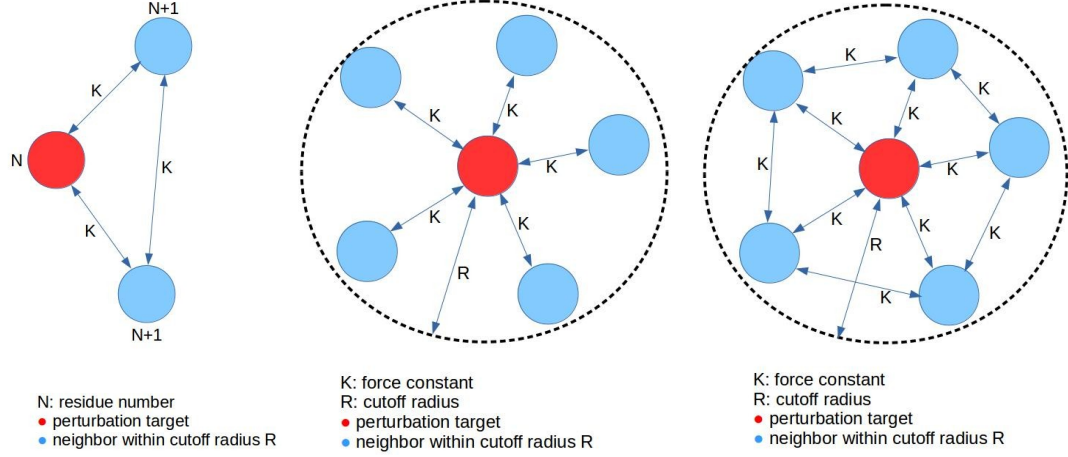 N+1
K
N
K
K
N+1
N: residue number
perturbation target
neighbor within cutoff radius R
K
K
K
K
K
R
K: force constant
R: cutoff radius
perturbation target
neighbor within cutoff radius R
K
K
K
K
K
K
K
K
K
R
K
K: force constant
R: cutoff radius
perturbation target
neighbor within cutoff radius R